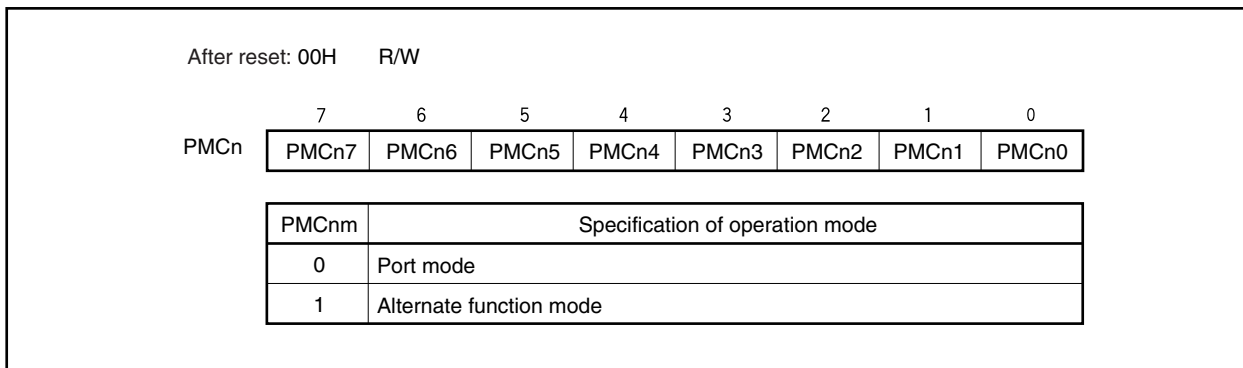 After reset: 00H R/W
7 6 5 4 3 2 1 0
PMCn PMCn7 PMCn6 PMCn5 PMCn4 PMCn3 PMCn2 PMCn1 PMCn0
PMCnm Specification of operation mode
0 Port mode
1 Alternate function mode